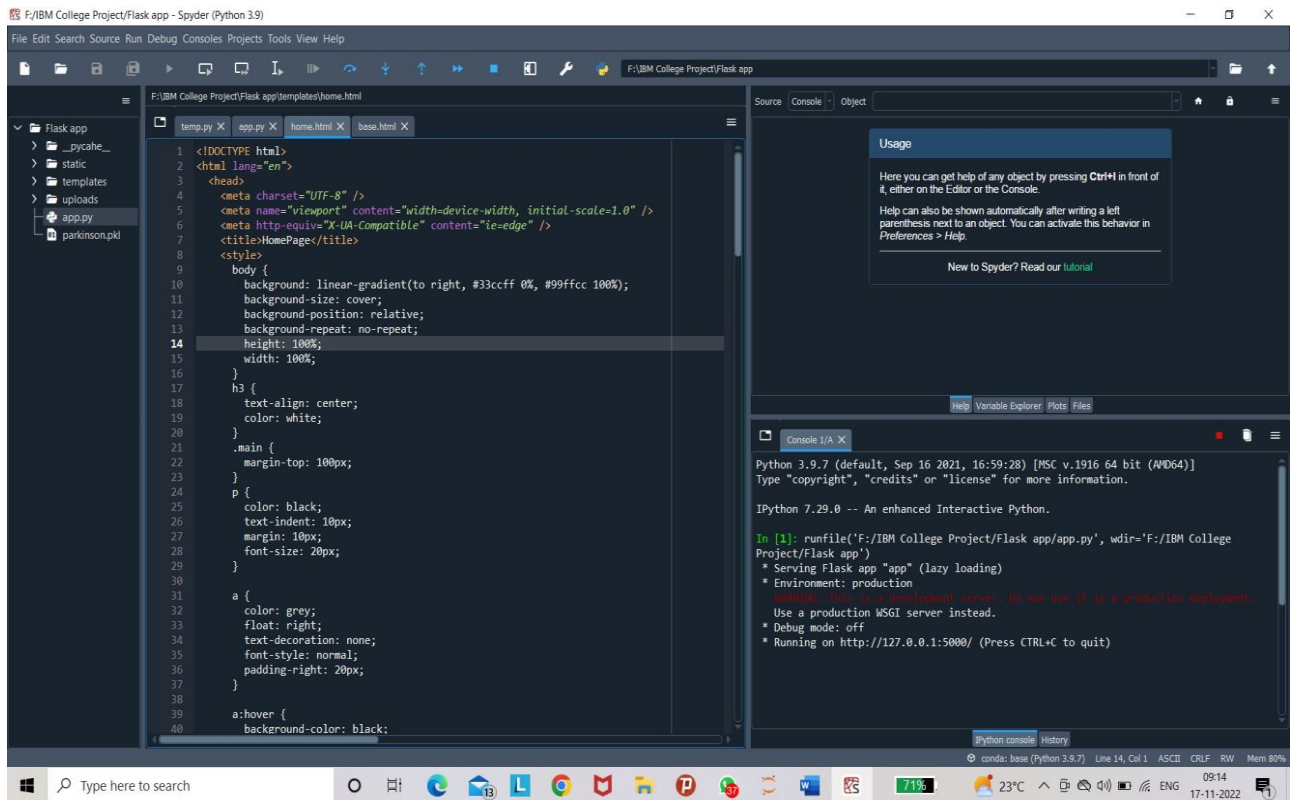 F:/IBM College Project/Flask app - Spyder (Python 3.9)
File Edit Search Source Run Debug Consoles Projects Tools View Help
F:\IBM College Project\Flask app
Flask app
_pycahe_
static
templates
uploads
app.py
parkinson.pkl
F:\IBM College Project\Flask app\templates\home.html
temp.py X app.py X home.html X base.html X
1 <!DOCTYPE html>
2 <html lang="en">
3 <head>
4 <meta charset="UTF-8" />
5 <meta name="viewport" content="width=device-width, initial-scale=1.0" />
6 <meta http-equiv="X-UA-Compatible" content="ie=edge" />
7 <title>HomePage</title>
8 <style>
9 body {
10 background: linear-gradient(to right, #33ccff 0%, #99ffcc 100%);
11 background-size: cover;
12 background-position: relative;
13 background-repeat: no-repeat;
14 height: 100%;
15 width: 100%;
16 }
17 h3 {
18 text-align: center;
19 color: white;
20 }
21 .main {
22 margin-top: 100px;
23 }
24 p {
25 color: black;
26 text-indent: 10px;
27 margin: 10px;
28 font-size: 20px;
29 }
30
31 a {
32 color: grey;
33 float: right;
34 text-decoration: none;
35 font-style: normal;
36 padding-right: 20px;
37 }
38
39 a:hover {
40 background-color: black;
Source Console Object
Usage
Here you can get help of any object by pressing Ctrl+I in front of
it, either on the Editor or the Console.
Help can also be shown automatically after writing a left
parenthesis next to an object. You can activate this behavior in
Preferences > Help.
New to Spyder? Read our tutorial
Help Variable Explorer Plots Files
Console 1/A X
Python 3.9.7 (default, Sep 16 2021, 16:59:28) [MSC v.1916 64 bit (AMD64)]
Type "copyright", "credits" or "license" for more information.
IPython 7.29.0 -- An enhanced Interactive Python.
In [1]: runfile('F:/IBM College Project/Flask app/app.py', wdir='F:/IBM College
Project/Flask app')
* Serving Flask app "app" (lazy loading)
* Environment: production
WARNING: This is a development server. Do not use it in a production deployment.
Use a production WSGI server instead.
* Debug mode: off
* Running on http://127.0.0.1:5000/ (Press CTRL+C to quit)
IPython console History
conda: base (Python 3.9.7) Line 14, Col 1 ASCII CRLF RW Mem 80%
Type here to search
13
71%
23°C
ENG
09:14
17-11-2022
1